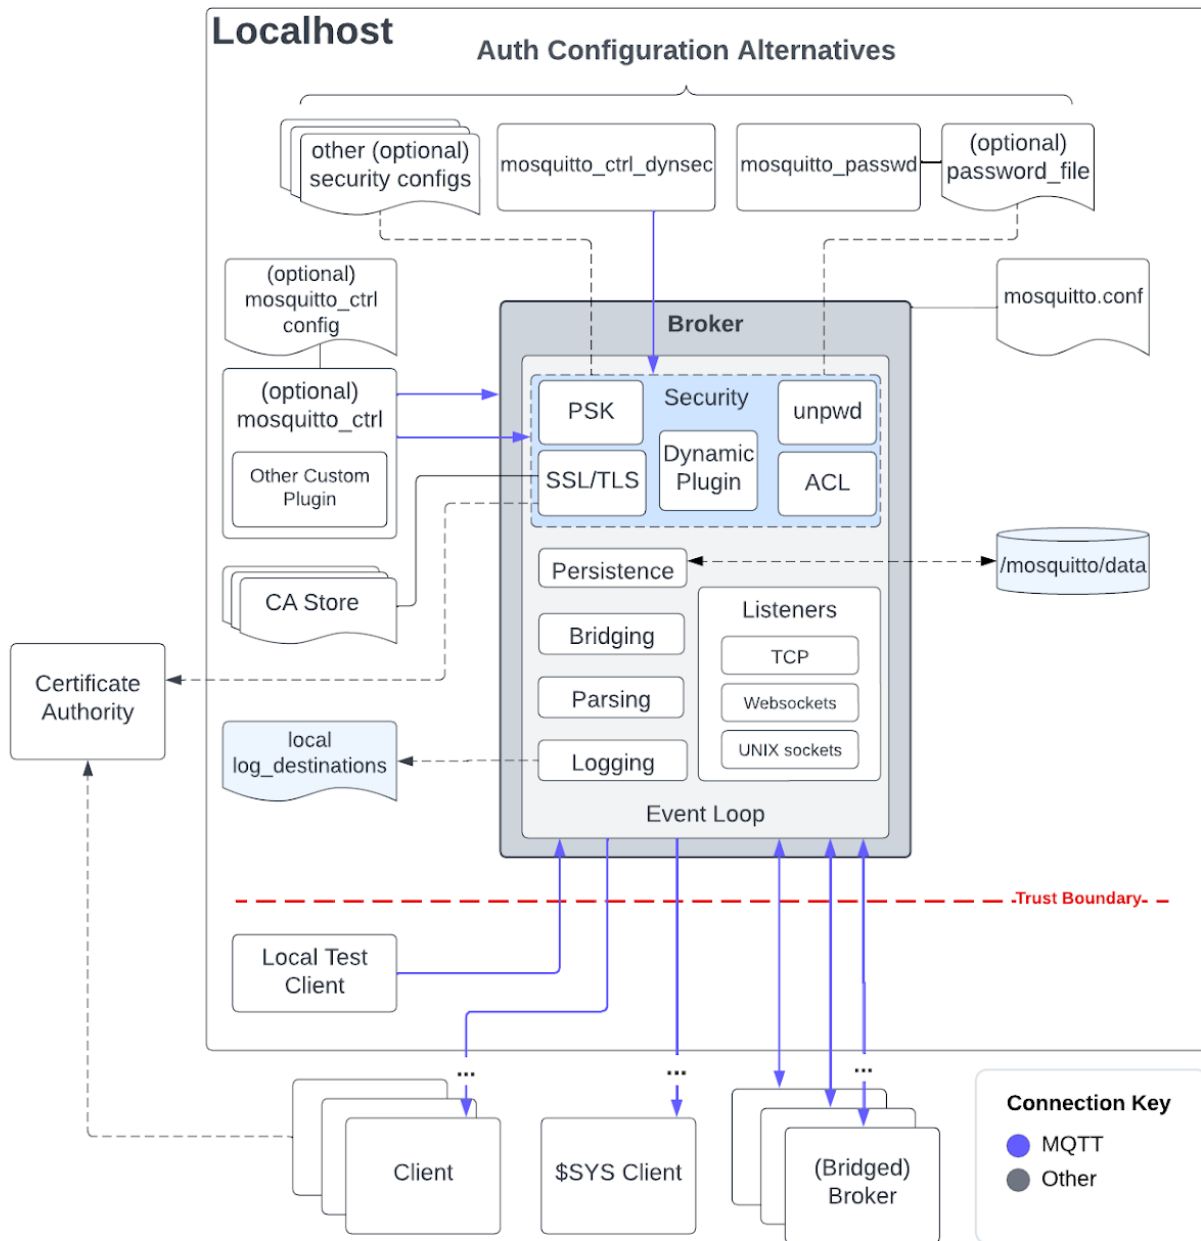 Localhost
Auth Configuration Alternatives
other (optional)
security configs
mosquitto_ctrl_dynsec
mosquitto_passwd
(optional)
password_file
(optional)
mosquitto_ctrl
config
mosquitto.conf
Broker
(optional)
mosquitto_ctrl
Other Custom
Plugin
Security
PSK
unpwd
Dynamic
Plugin
SSL/TLS
ACL
CA Store
Persistence
/mosquitto/data
Listeners
Bridging
TCP
Certificate
Authority
Parsing
Websockets
local
log_destinations
Logging
UNIX sockets
Event Loop
Trust Boundary
Local Test
Client
...
...
...
Client
$SYS Client
(Bridged)
Broker
Connection Key
MQTT
Other